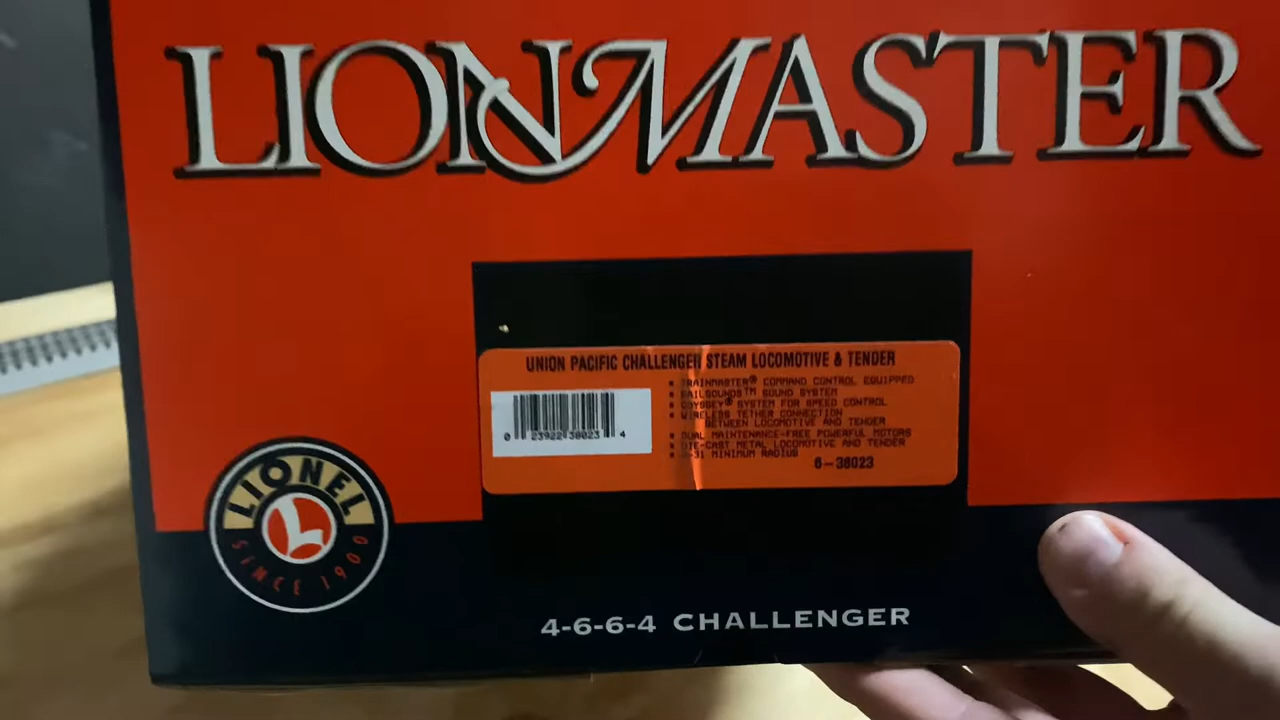 LIONMASTER
UNION PACIFIC CHALLENGER STEAM LOCOMOTIVE & TENDER
▪ TRAINMASTER® COMMAND CONTROL EQUIPPED
▪ RAILSOUNDS™ SOUND SYSTEM
▪ ODYSSEY® SYSTEM FOR SPEED CONTROL
▪ WIRELESS TETHER CONNECTION
BETWEEN LOCOMOTIVE AND TENDER
▪ DUAL MAINTENANCE-FREE POWERFUL MOTORS
▪ DIE-CAST METAL LOCOMOTIVE AND TENDER
▪ O-31 MINIMUM RADIUS
6-38023
0 23922 38023 4
LIONEL
L
SINCE 1900
4-6-6-4 CHALLENGER